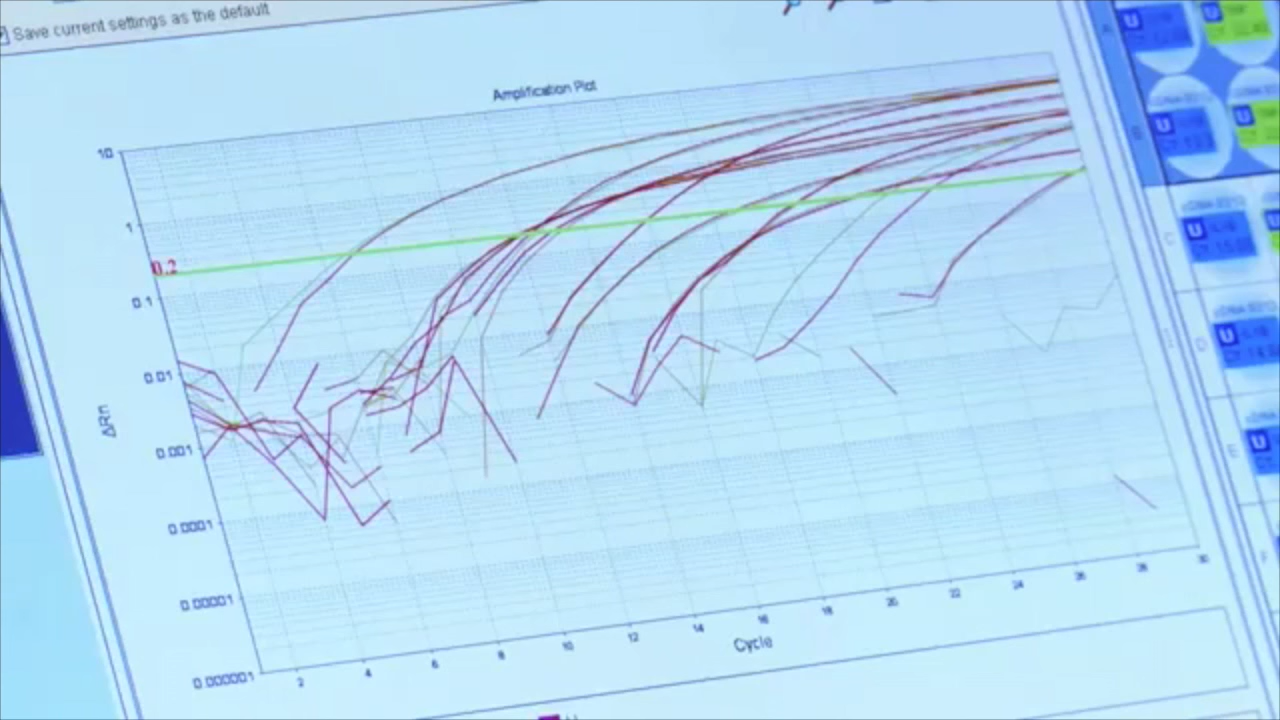 Save current settings as the default
Amplification Plot
10
1
0.2
0.1
0.01
0.001
0.0001
0.00001
0.000001
ΔRn
2 4 6 8 10 12 14 16 18 20 22 24 26 28 30
Cycle
A
U
U
B
U
U
C
U
D
U
E
U
F